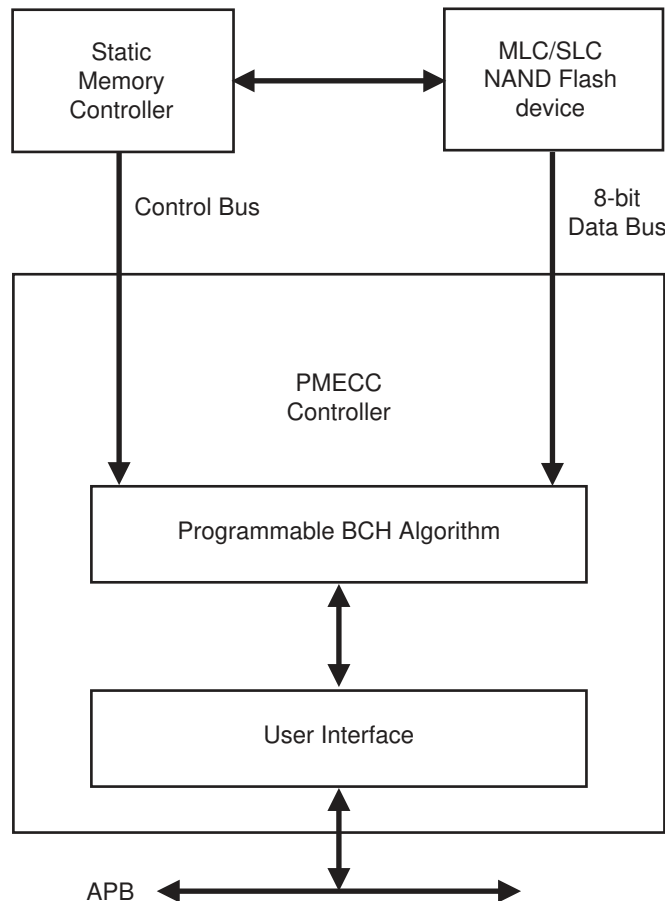 Static
Memory
Controller
MLC/SLC
NAND Flash
device
Control Bus
8-bit
Data Bus
PMECC
Controller
Programmable BCH Algorithm
User Interface
APB